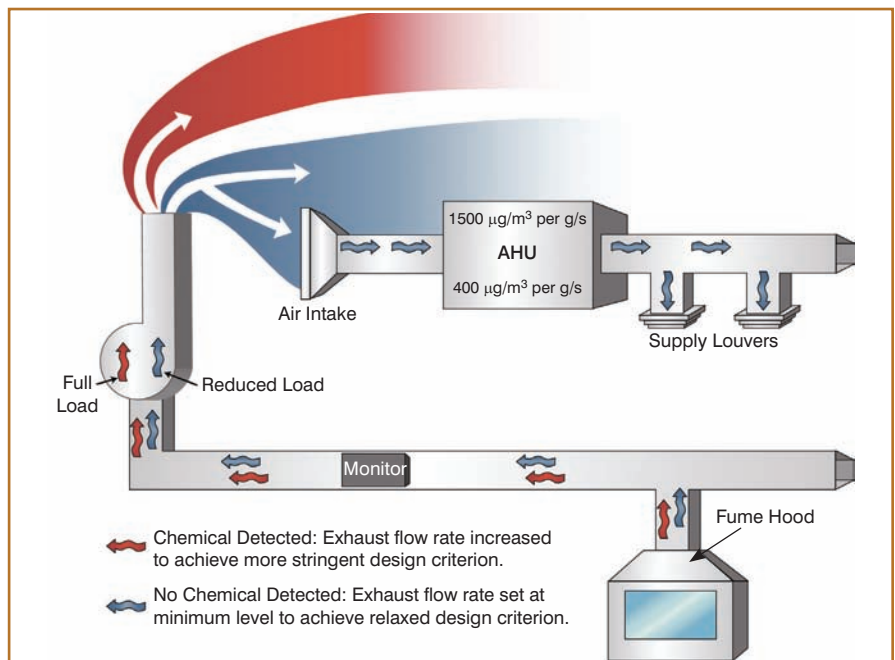 1500 µg/m³ per g/s
AHU
400 µg/m³ per g/s
Air Intake
Supply Louvers
Full
Load
Reduced Load
Monitor
Fume Hood
Chemical Detected: Exhaust flow rate increased
to achieve more stringent design criterion.
No Chemical Detected: Exhaust flow rate set at
minimum level to achieve relaxed design criterion.